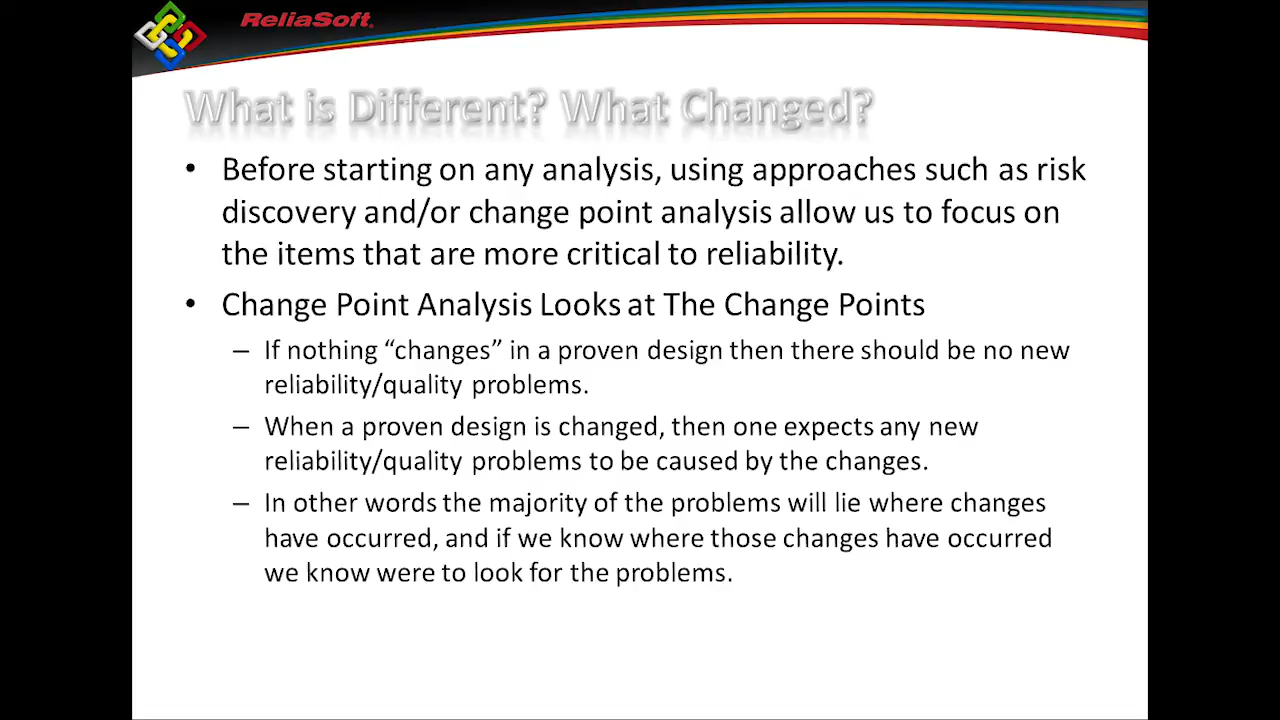 ReliaSoft
What is Different? What Changed?
• Before starting on any analysis, using approaches such as risk
discovery and/or change point analysis allow us to focus on
the items that are more critical to reliability.
• Change Point Analysis Looks at The Change Points
– If nothing “changes” in a proven design then there should be no new
reliability/quality problems.
– When a proven design is changed, then one expects any new
reliability/quality problems to be caused by the changes.
– In other words the majority of the problems will lie where changes
have occurred, and if we know where those changes have occurred
we know were to look for the problems.